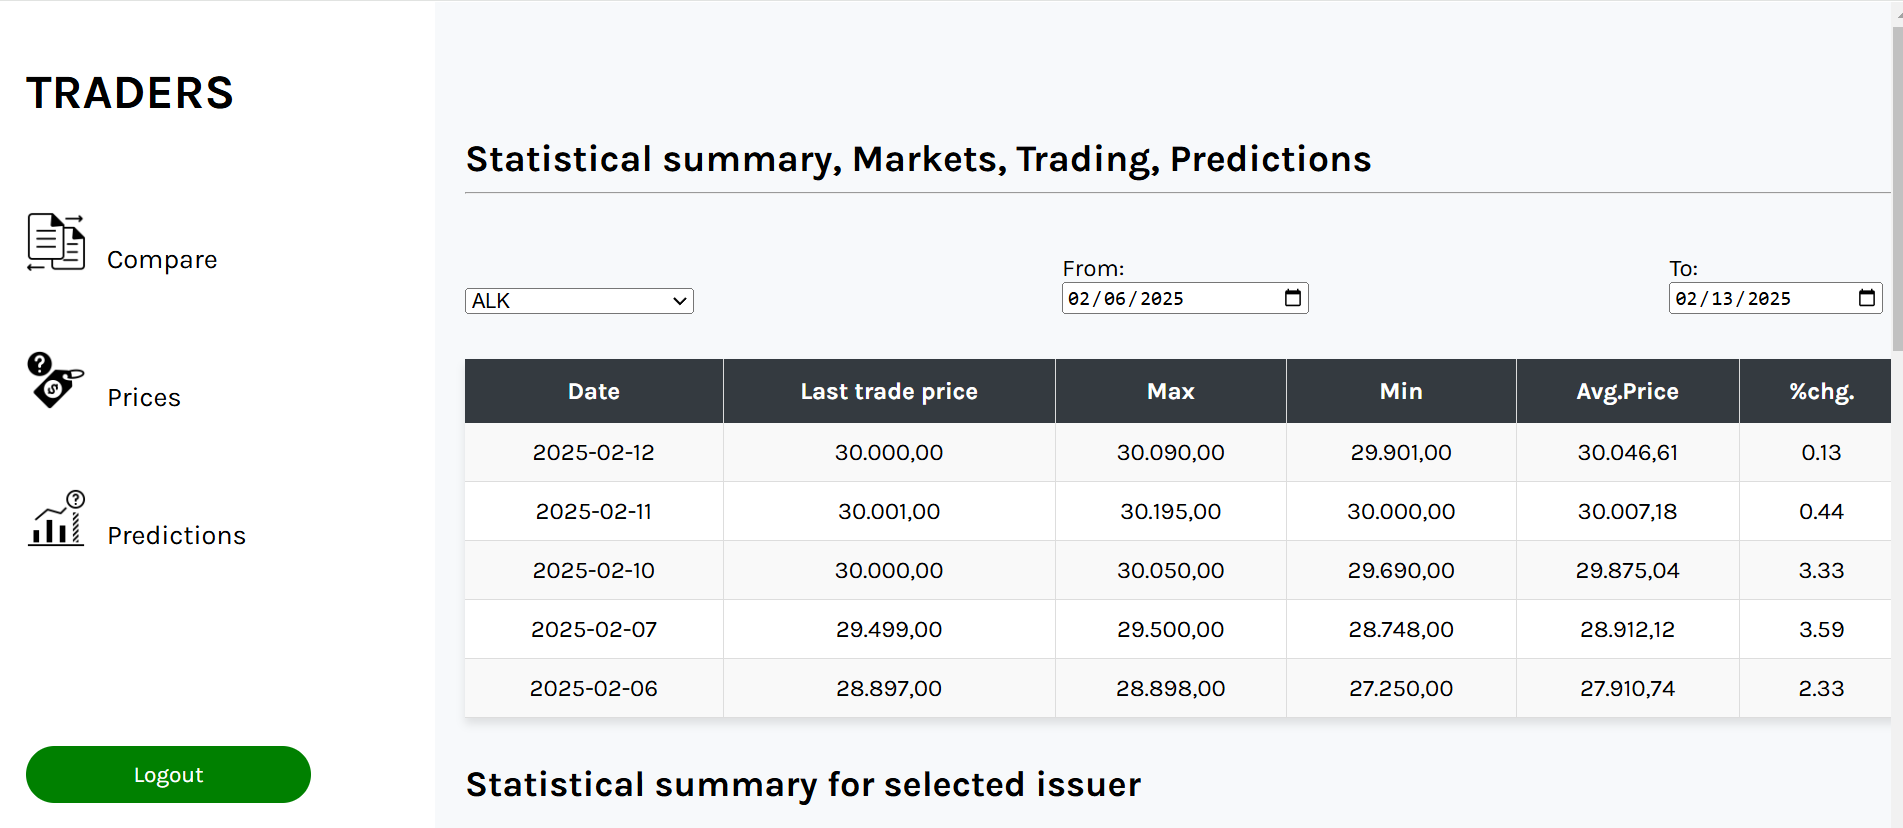 TRADERS
Compare
Prices
Predictions
Logout
Statistical summary, Markets, Trading, Predictions
From:
To:
ALK
02/06/2025
02/13/2025
Date Last trade price Max Min Avg.Price %chg.
2025-02-12 30.000,00 30.090,00 29.901,00 30.046,61 0.13
2025-02-11 30.001,00 30.195,00 30.000,00 30.007,18 0.44
2025-02-10 30.000,00 30.050,00 29.690,00 29.875,04 3.33
2025-02-07 29.499,00 29.500,00 28.748,00 28.912,12 3.59
2025-02-06 28.897,00 28.898,00 27.250,00 27.910,74 2.33
Statistical summary for selected issuer